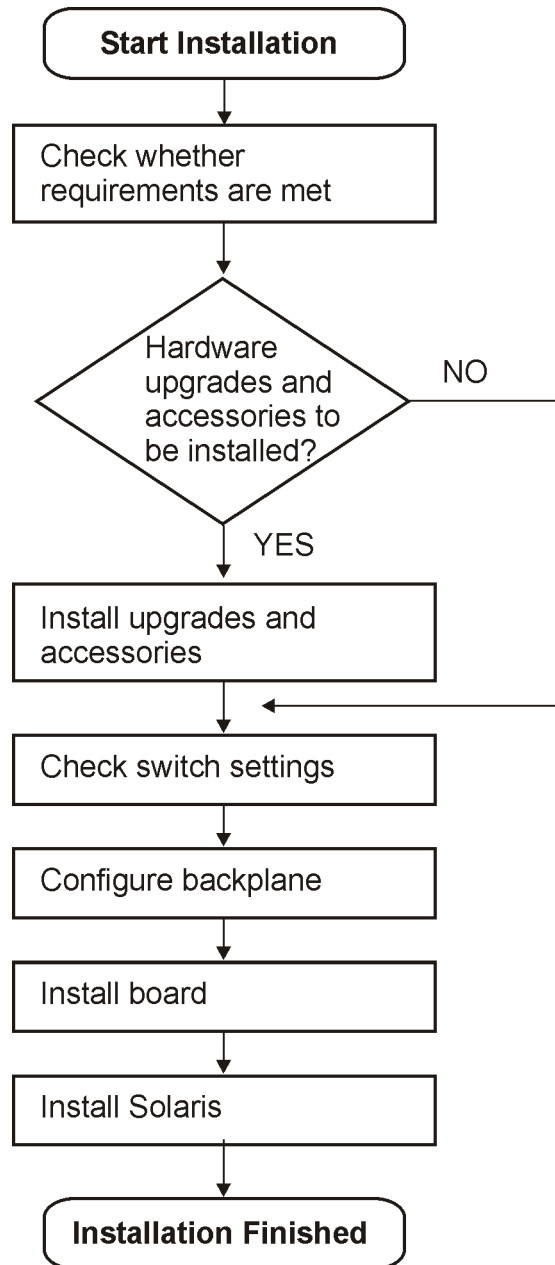 Start Installation
Check whether
requirements are met
Hardware
upgrades and
accessories to
be installed?
NO
YES
Install upgrades and
accessories
Check switch settings
Configure backplane
Install board
Install Solaris
Installation Finished